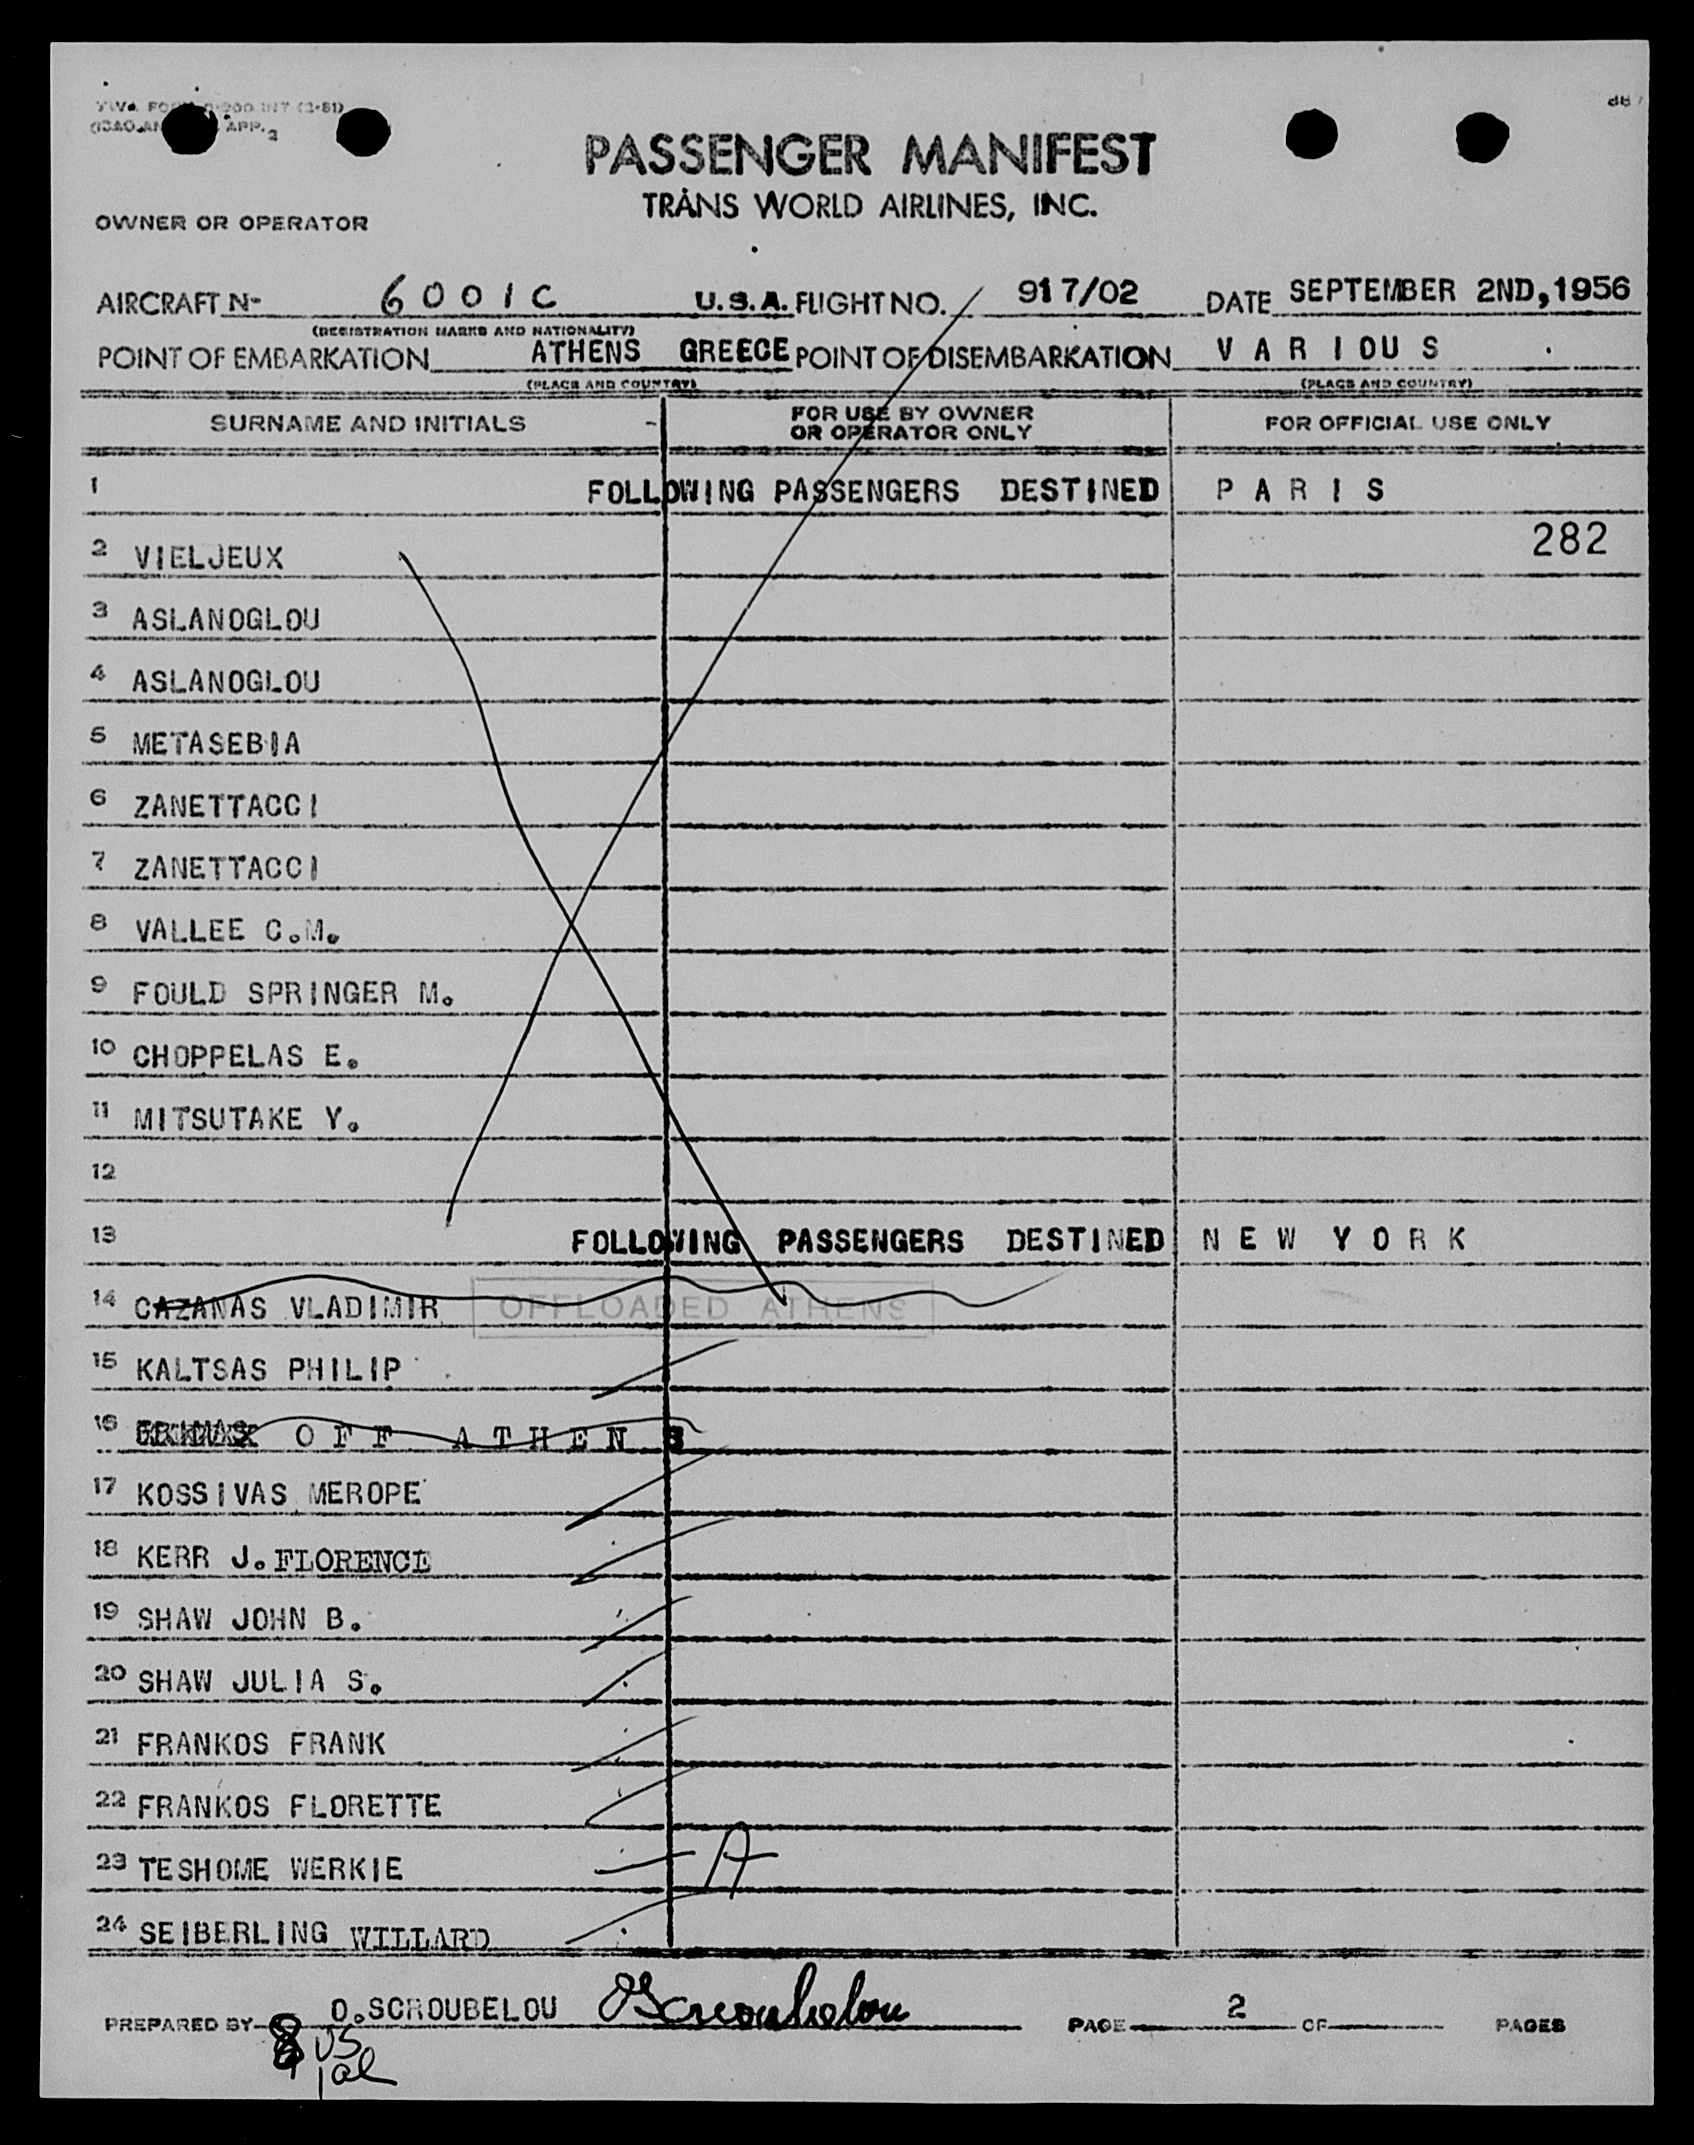 PASSENGER MANIFEST
TRANS WORLD AIRLINES, INC.
OWNER OR OPERATOR
AIRCRAFT Nº 6001C U.S.A. FLIGHT NO. 917/02 DATE SEPTEMBER 2ND,1956
(REGISTRATION MARKS AND NATIONALITY)
POINT OF EMBARKATION ATHENS GREECE POINT OF DISEMBARKATION V A R I O U S
(PLACE AND COUNTRY) (PLACE AND COUNTRY)
SURNAME AND INITIALS FOR USE BY OWNER OR OPERATOR ONLY FOR OFFICIAL USE ONLY
1 FOLLOWING PASSENGERS DESTINED P A R I S
2 VIELJEUX 282
3 ASLANOGLOU
4 ASLANOGLOU
5 METASEBIA
6 ZANETTACCI
7 ZANETTACCI
8 VALLEE C.M.
9 FOULD SPRINGER M.
10 CHOPPELAS E.
11 MITSUTAKE Y.
12
13 FOLLOWING PASSENGERS DESTINED N E W Y O R K
14 CAZANAS VLADIMIR OFFLOADED ATHENS
15 KALTSAS PHILIP
16 O F F A T H E N S
17 KOSSIVAS MEROPE
18 KERR J. FLORENCE
19 SHAW JOHN B.
20 SHAW JULIA S.
21 FRANKOS FRANK
22 FRANKOS FLORETTE
23 TESHOME WERKIE A
24 SEIBERLING WILLARD
PREPARED BY O.SCROUBELOU OScroubelou PAGE 2 OF PAGES
8 US
1 al